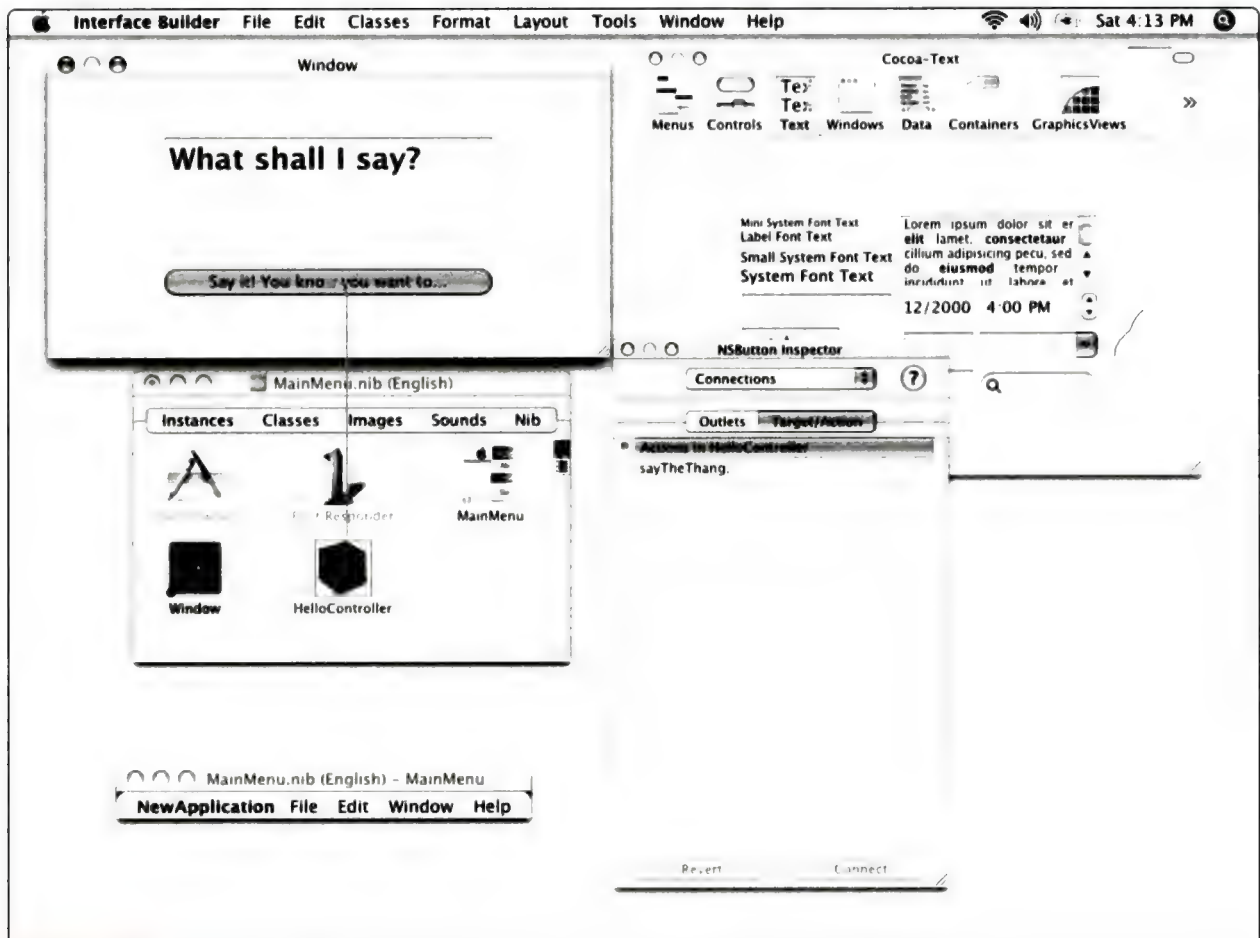 Interface Builder File Edit Classes Format Layout Tools Window Help Sat 4:13 PM
Window
What shall I say?
Say it! You know you want to...
Cocoa-Text
Menus Controls Text Windows Data Containers GraphicsViews
Mini System Font Text
Label Font Text
Small System Font Text
System Font Text
Lorem ipsum dolor sit er
elit lamet, consectetaur
cillium adipisicing pecu, sed
do eiusmod tempor
incididunt ut labore et
12/2000 4:00 PM
MainMenu.nib (English)
Instances Classes Images Sounds Nib
Responder
MainMenu
Window
HelloController
NSButton Inspector
Connections
?
Outlets Target/Action
Actions in HelloController
sayTheThang.
Revert Connect
MainMenu.nib (English) - MainMenu
NewApplication File Edit Window Help